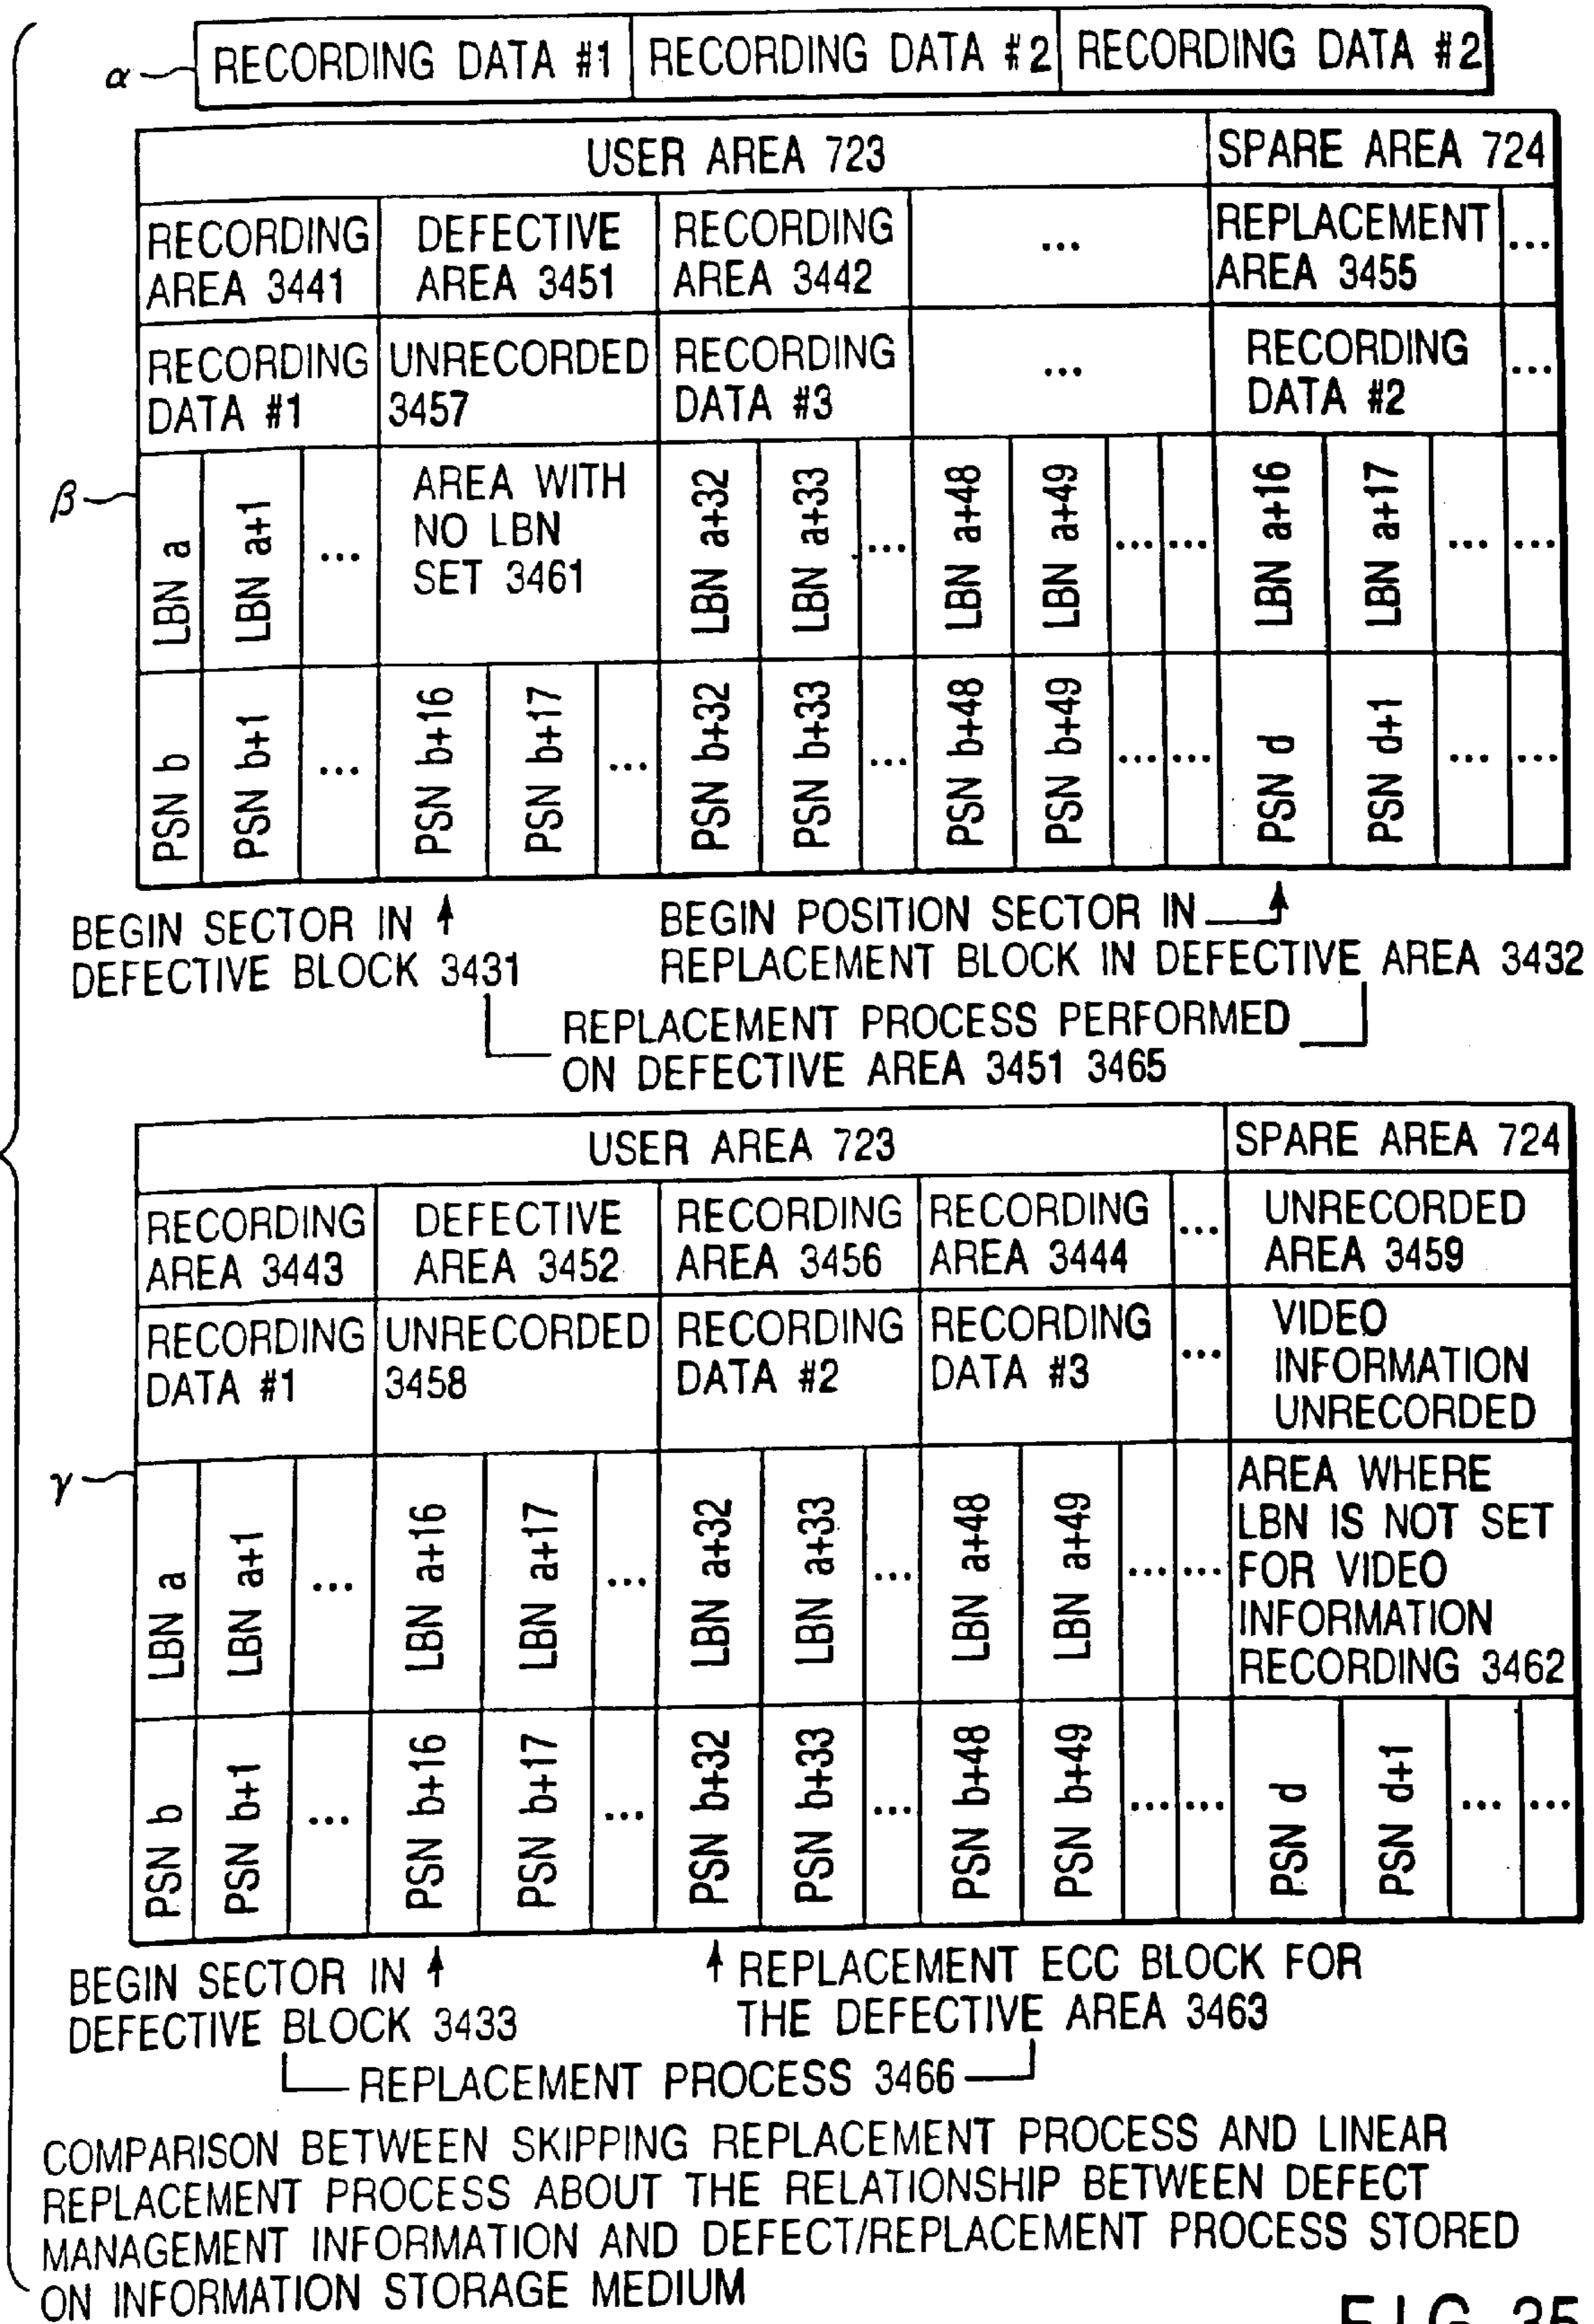 α
RECORDING DATA #1
RECORDING DATA #2
RECORDING DATA #2
USER AREA 723
SPARE AREA 724
RECORDING
AREA 3441
DEFECTIVE
AREA 3451
RECORDING
AREA 3442
...
REPLACEMENT
AREA 3455
...
RECORDING
DATA #1
UNRECORDED
3457
RECORDING
DATA #3
...
RECORDING
DATA #2
...
β
LBN a
LBN a+1
...
AREA WITH
NO LBN
SET 3461
LBN a+32
LBN a+33
...
LBN a+48
LBN a+49
...
...
LBN a+16
LBN a+17
...
...
PSN b
PSN b+1
...
PSN b+16
PSN b+17
...
PSN b+32
PSN b+33
...
PSN b+48
PSN b+49
...
...
PSN d
PSN d+1
...
...
BEGIN SECTOR IN
DEFECTIVE BLOCK 3431
BEGIN POSITION SECTOR IN
REPLACEMENT BLOCK IN DEFECTIVE AREA 3432
REPLACEMENT PROCESS PERFORMED
ON DEFECTIVE AREA 3451 3465
USER AREA 723
SPARE AREA 724
RECORDING
AREA 3443
DEFECTIVE
AREA 3452
RECORDING
AREA 3456
RECORDING
AREA 3444
...
UNRECORDED
AREA 3459
RECORDING
DATA #1
UNRECORDED
3458
RECORDING
DATA #2
RECORDING
DATA #3
...
VIDEO
INFORMATION
UNRECORDED
γ
LBN a
LBN a+1
...
LBN a+16
LBN a+17
...
LBN a+32
LBN a+33
...
LBN a+48
LBN a+49
...
...
AREA WHERE
LBN IS NOT SET
FOR VIDEO
INFORMATION
RECORDING 3462
PSN b
PSN b+1
...
PSN b+16
PSN b+17
...
PSN b+32
PSN b+33
...
PSN b+48
PSN b+49
...
...
PSN d
PSN d+1
...
...
BEGIN SECTOR IN
DEFECTIVE BLOCK 3433
REPLACEMENT ECC BLOCK FOR
THE DEFECTIVE AREA 3463
REPLACEMENT PROCESS 3466
COMPARISON BETWEEN SKIPPING REPLACEMENT PROCESS AND LINEAR
REPLACEMENT PROCESS ABOUT THE RELATIONSHIP BETWEEN DEFECT
MANAGEMENT INFORMATION AND DEFECT/REPLACEMENT PROCESS STORED
ON INFORMATION STORAGE MEDIUM
FIG. 35